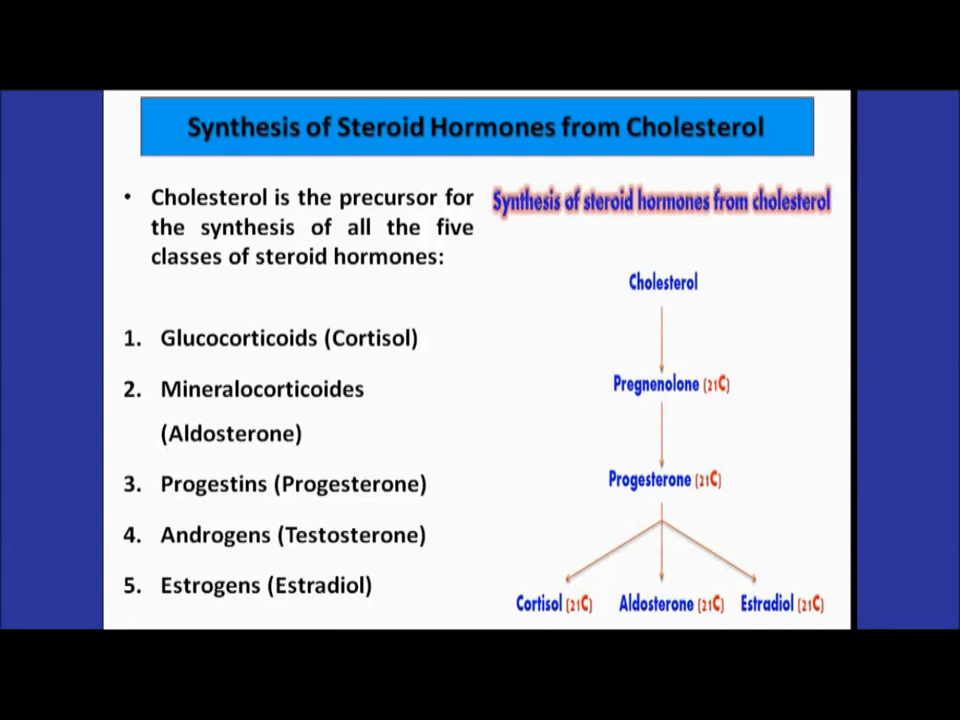 Synthesis of Steroid Hormones from Cholesterol
• Cholesterol is the precursor for
the synthesis of all the five
classes of steroid hormones:
1. Glucocorticoids (Cortisol)
2. Mineralocorticoides
(Aldosterone)
3. Progestins (Progesterone)
4. Androgens (Testosterone)
5. Estrogens (Estradiol)
Synthesis of steroid hormones from cholesterol
Cholesterol
Pregnenolone (21C)
Progesterone (21C)
Cortisol (21C) Aldosterone (21C) Estradiol (21C)